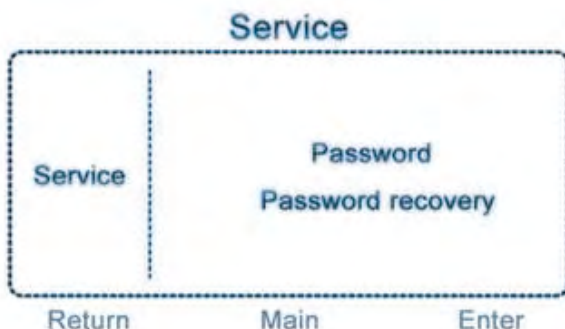 Service
Service
Password
Password recovery
Return Main Enter